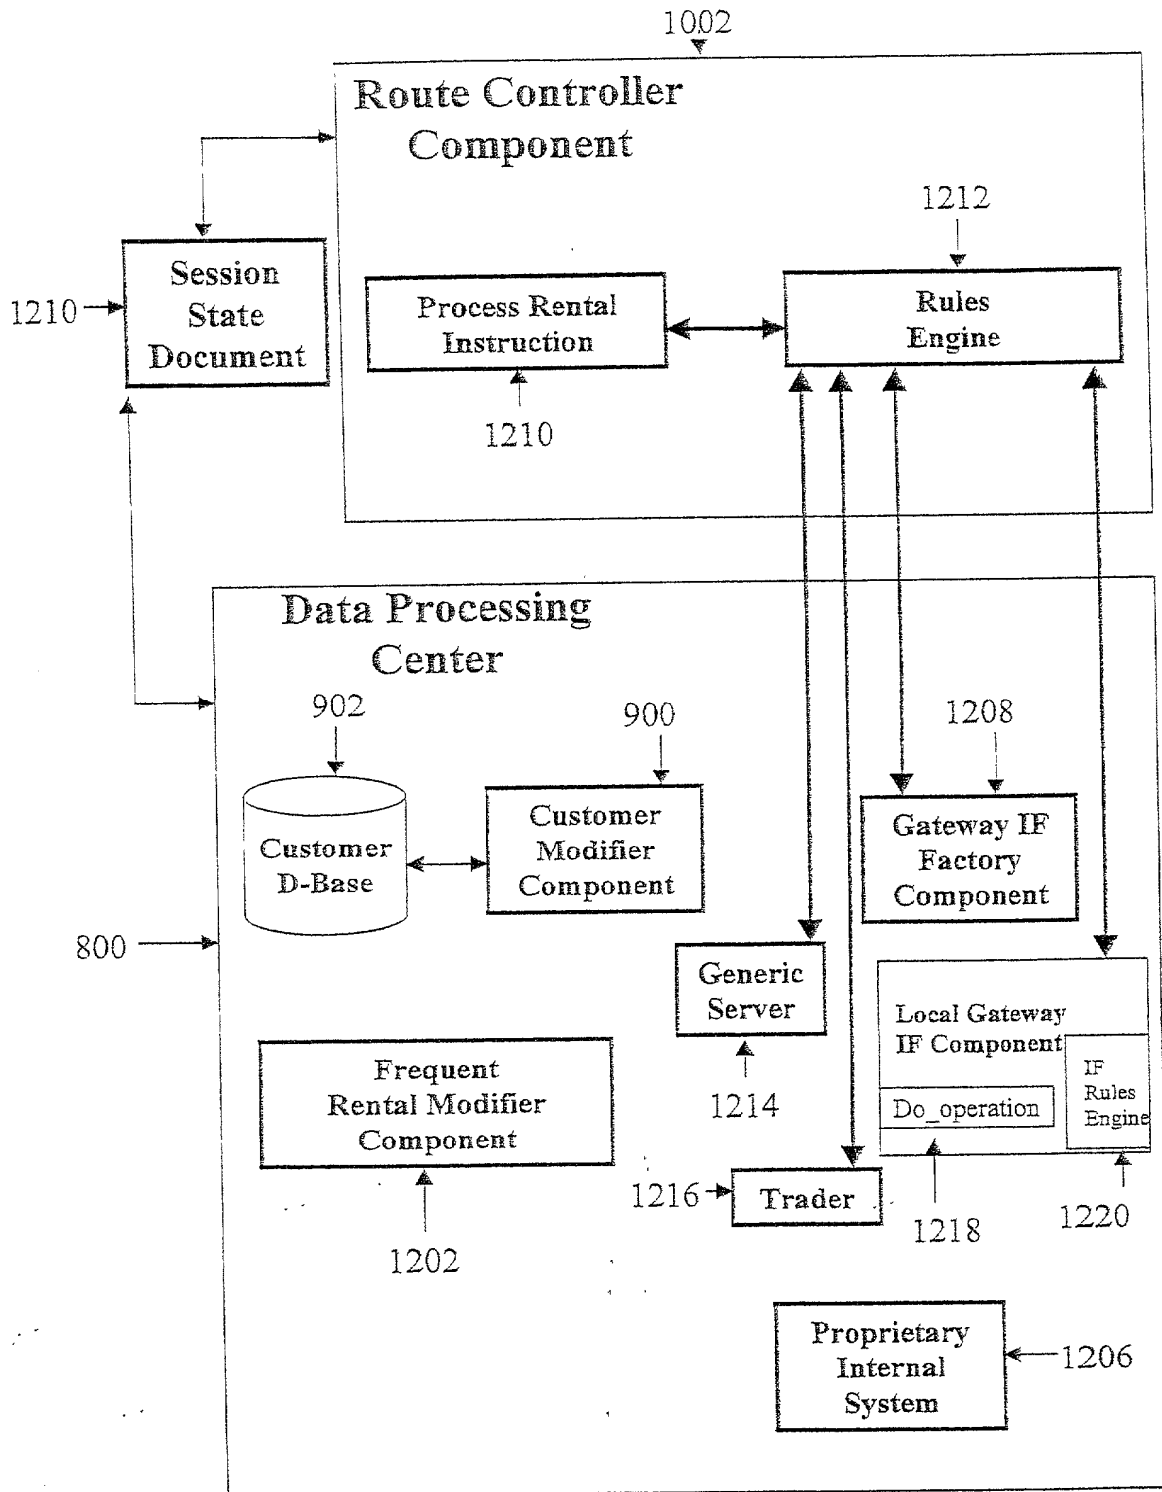 1002
Route Controller
Component
1212
Session
State
Document
1210
Process Rental
Instruction
Rules
Engine
1210
Data Processing
Center
902
900
1208
Customer
D-Base
Customer
Modifier
Component
Gateway IF
Factory
Component
800
Generic
Server
Local Gateway
IF Component
IF
Rules
Engine
Do_operation
Frequent
Rental Modifier
Component
1214
1216
Trader
1218
1220
1202
Proprietary
Internal
System
1206